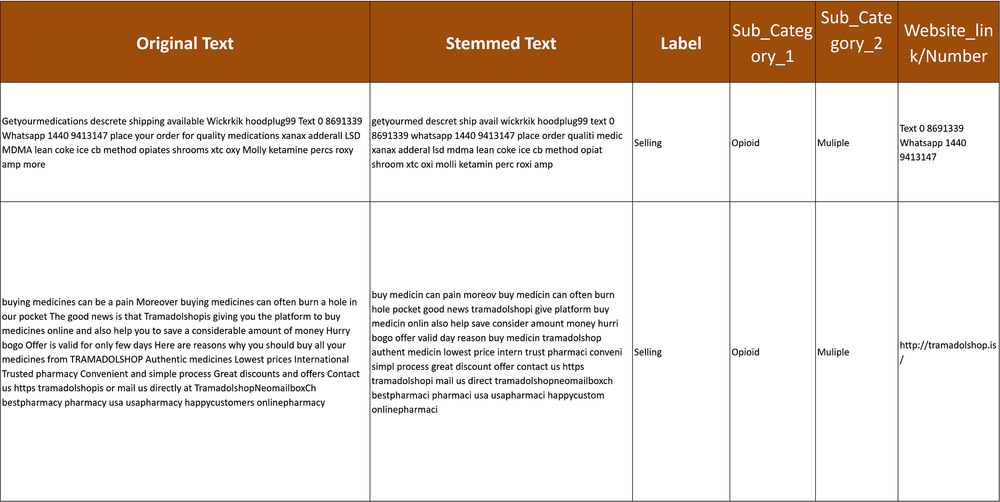 Original Text
Stemmed Text
Label
Sub_Categ
ory_1
Sub_Cate
gory_2
Website_lin
k/Number
Getyourmedications descrete shipping available Wickrkik hoodplug99 Text 0 8691339
Whatsapp 1440 9413147 place your order for quality medications xanax adderall LSD
MDMA lean coke ice cb method opiates shrooms xtc oxy Molly ketamine percs roxy
amp more
getyourmed descret ship avail wickrkik hoodplug99 text 0
8691339 whatsapp 1440 9413147 place order qualiti medic
xanax adderal lsd mdma lean coke ice cb method opiat
shroom xtc oxi molli ketamin perc roxi amp
Selling
Opioid
Muliple
Text 0 8691339
Whatsapp 1440
9413147
buying medicines can be a pain Moreover buying medicines can often burn a hole in
our pocket The good news is that Tramadolshopis giving you the platform to buy
medicines online and also help you to save a considerable amount of money Hurry
bogo Offer is valid for only few days Here are reasons why you should buy all your
medicines from TRAMADOLSHOP Authentic medicines Lowest prices International
Trusted pharmacy Convenient and simple process Great discounts and offers Contact
us https tramadolshopis or mail us directly at TramadolshopNeomailboxCh
bestpharmacy pharmacy usa usapharmacy happycustomers onlinepharmacy
buy medicin can pain moreov buy medicin can often burn
hole pocket good news tramadolshopi give platform buy
medicin onlin also help save consider amount money hurri
bogo offer valid day reason buy medicin tramadolshop
authent medicin lowest price intern trust pharmaci conveni
simpl process great discount offer contact us https
tramadolshopi mail us direct tramadolshopneomailboxch
bestpharmaci pharmaci usa usapharmaci happycustom
onlinepharmaci
Selling
Opioid
Muliple
http://tramadolshop.is
/